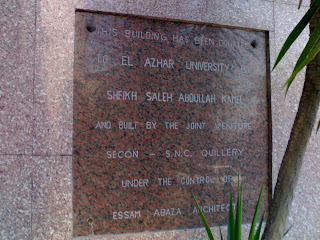 THIS BUILDING HAS BEEN DONATED
TO EL AZHAR UNIVERSITY BY
SHEIKH SALEH ABDULLAH KAMEL
AND BUILT BY THE JOINT VENTURE
SECON - S.N.C. QUILLERY
UNDER THE CONTROL OF
ESSAM ABAZA ARCHITECT